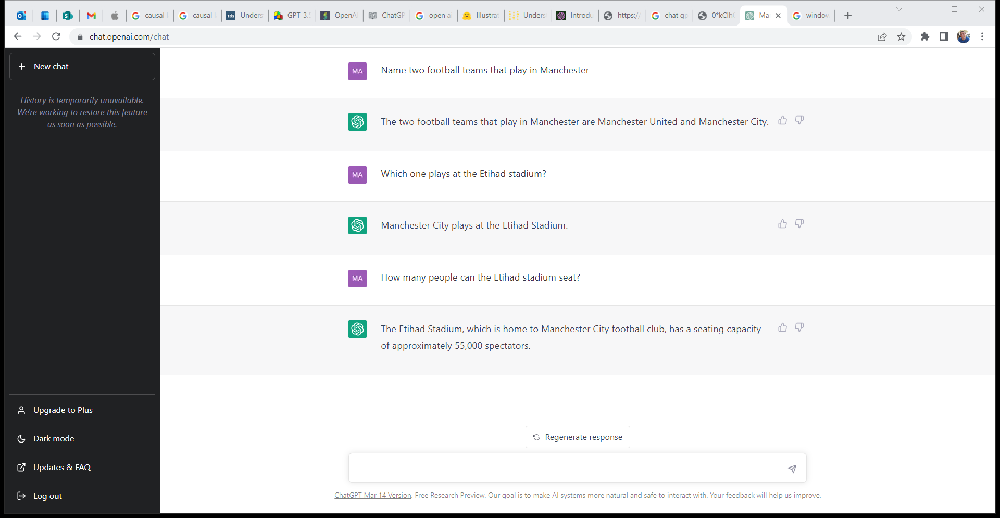 causal
causal
tds Unders
GPT-3.5
OpenA
ChatGP
open a
Illustrat
Unders
Introdu
https://
chat gp
0*kCIh
Ma
window
chat.openai.com/chat
New chat
History is temporarily unavailable.
We're working to restore this feature
as soon as possible.
MA Name two football teams that play in Manchester
The two football teams that play in Manchester are Manchester United and Manchester City.
MA Which one plays at the Etihad stadium?
Manchester City plays at the Etihad Stadium.
MA How many people can the Etihad stadium seat?
The Etihad Stadium, which is home to Manchester City football club, has a seating capacity
of approximately 55,000 spectators.
Upgrade to Plus
Dark mode
Updates & FAQ
Log out
Regenerate response
ChatGPT Mar 14 Version. Free Research Preview. Our goal is to make AI systems more natural and safe to interact with. Your feedback will help us improve.